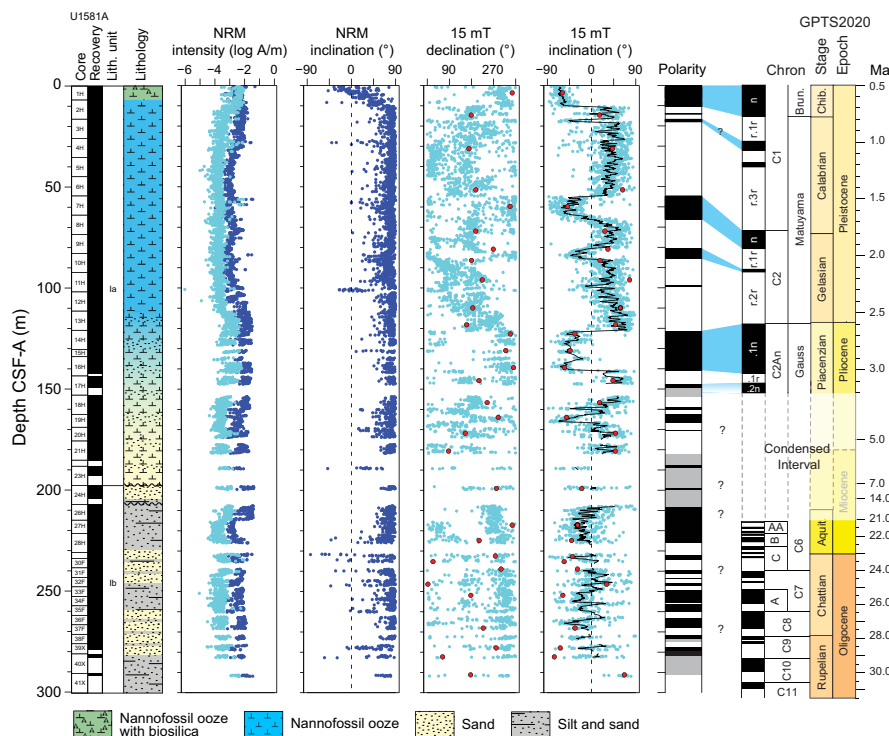 U1581A
GPTS2020
Core
Recovery
Lith. unit
Lithology
NRM
intensity (log A/m)
−6 −4 −2 0 2
NRM
inclination (°)
−90 0 90
15 mT
declination (°)
90 270
15 mT
inclination (°)
−90 0 90
Polarity
Chron
Stage
Epoch
Ma
Depth CSF-A (m)
0
50
100
150
200
250
300
1H
2H
3H
4H
5H
6H
7H
8H
9H
10H
11H
12H
13H
14H
15H
16H
17H
18H
19H
20H
21H
23H
24H
26H
27H
28H
30F
31F
32F
33F
34F
35F
36F
37F
38F
39X
40X
41X
Ia
Ib
?
?
?
?
?
n
r.1r
r.3r
n
r.1r
r.2r
.1n
.1r
.2n
C1
C2
C2An
Brun.
Matuyama
Gauss
Chib.
Calabrian
Gelasian
Piacenzian
Pleistocene
Pliocene
Condensed
Interval
Miocene
AA
B
C
C6
C7
A
C8
C9
C10
C11
Aquit
Chattian
Rupelian
Oligocene
0.5
1.0
1.5
2.0
2.5
3.0
5.0
7.0
14.0
21.0
22.0
24.0
26.0
28.0
30.0
Nannofossil ooze
with biosilica
Nannofossil ooze
Sand
Silt and sand